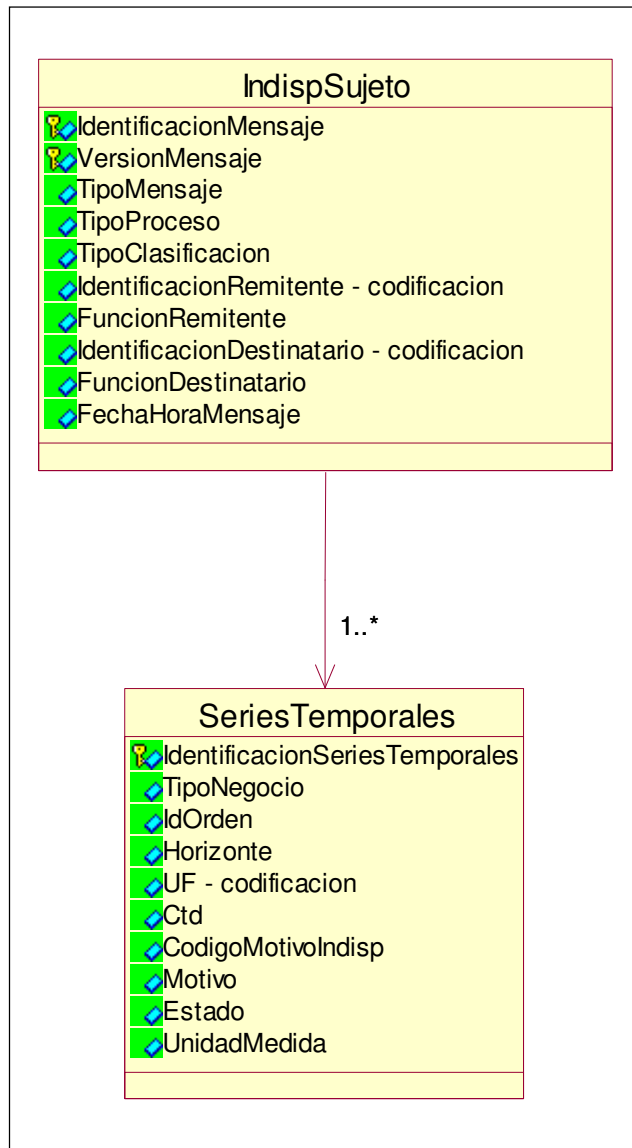 IndispSujeto
IdentificacionMensaje
VersionMensaje
TipoMensaje
TipoProceso
TipoClasificacion
IdentificacionRemitente - codificacion
FuncionRemitente
IdentificacionDestinatario - codificacion
FuncionDestinatario
FechaHoraMensaje
1..*
SeriesTemporales
IdentificacionSeriesTemporales
TipoNegocio
IdOrden
Horizonte
UF - codificacion
Ctd
CodigoMotivoIndisp
Motivo
Estado
UnidadMedida